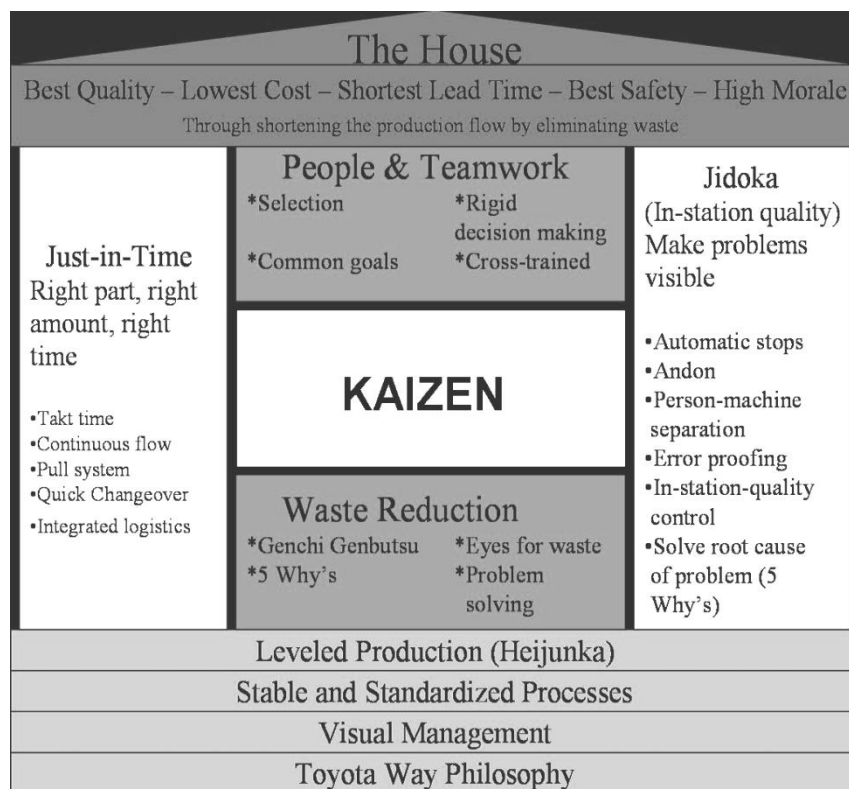 The House
Best Quality – Lowest Cost – Shortest Lead Time – Best Safety – High Morale
Through shortening the production flow by eliminating waste
Just-in-Time
Right part, right
amount, right
time
•Takt time
•Continuous flow
•Pull system
•Quick Changeover
•Integrated logistics
People & Teamwork
*Selection
*Rigid
decision making
*Common goals
*Cross-trained
KAIZEN
Waste Reduction
*Genchi Genbutsu
*Eyes for waste
*5 Why's
*Problem
solving
Jidoka
(In-station quality)
Make problems
visible
•Automatic stops
•Andon
•Person-machine
separation
•Error proofing
•In-station-quality
control
•Solve root cause
of problem (5
Why's)
Leveled Production (Heijunka)
Stable and Standardized Processes
Visual Management
Toyota Way Philosophy